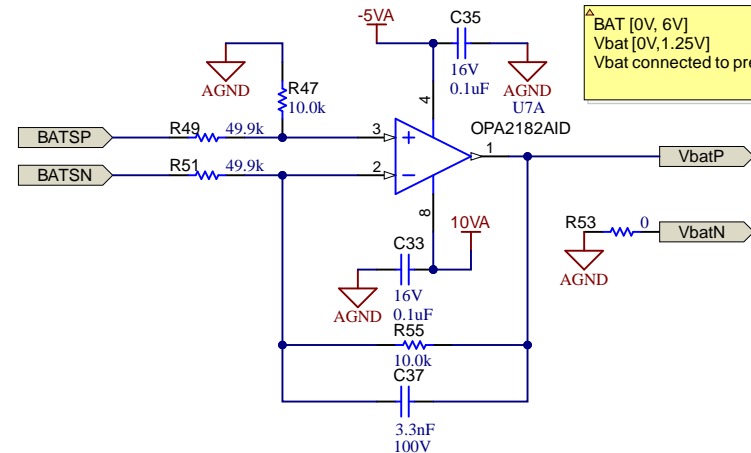 -5VA
C35
16V
0.1uF
AGND
U7A
BAT [0V, 6V]
Vbat [0V,1.25V]
Vbat connected to pre
AGND
R47
10.0k
4
OPA2182AID
BATSP
R49
49.9k
3
1
VbatP
BATSN
R51
49.9k
2
8
10VA
R53
0
VbatN
AGND
C33
16V
0.1uF
AGND
R55
10.0k
C37
3.3nF
100V